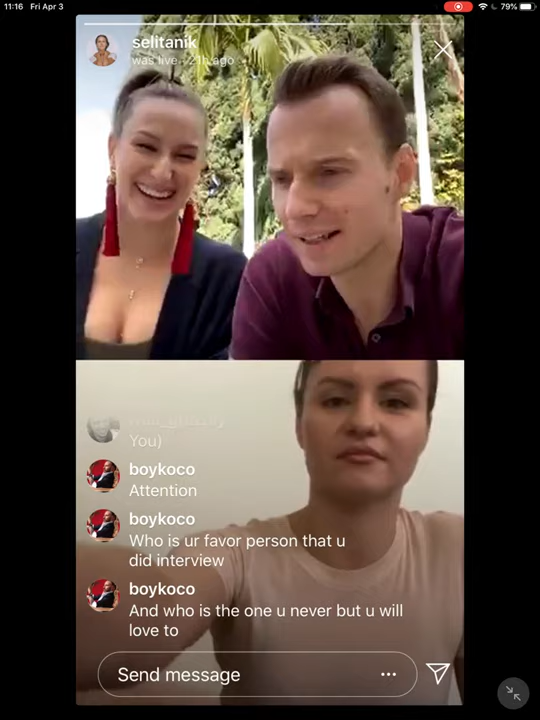 11:16 Fri Apr 3
79%
selitanik
was live · 21h ago
You)
boykoco
Attention
boykoco
Who is ur favor person that u
did interview
boykoco
And who is the one u never but u will
love to
Send message